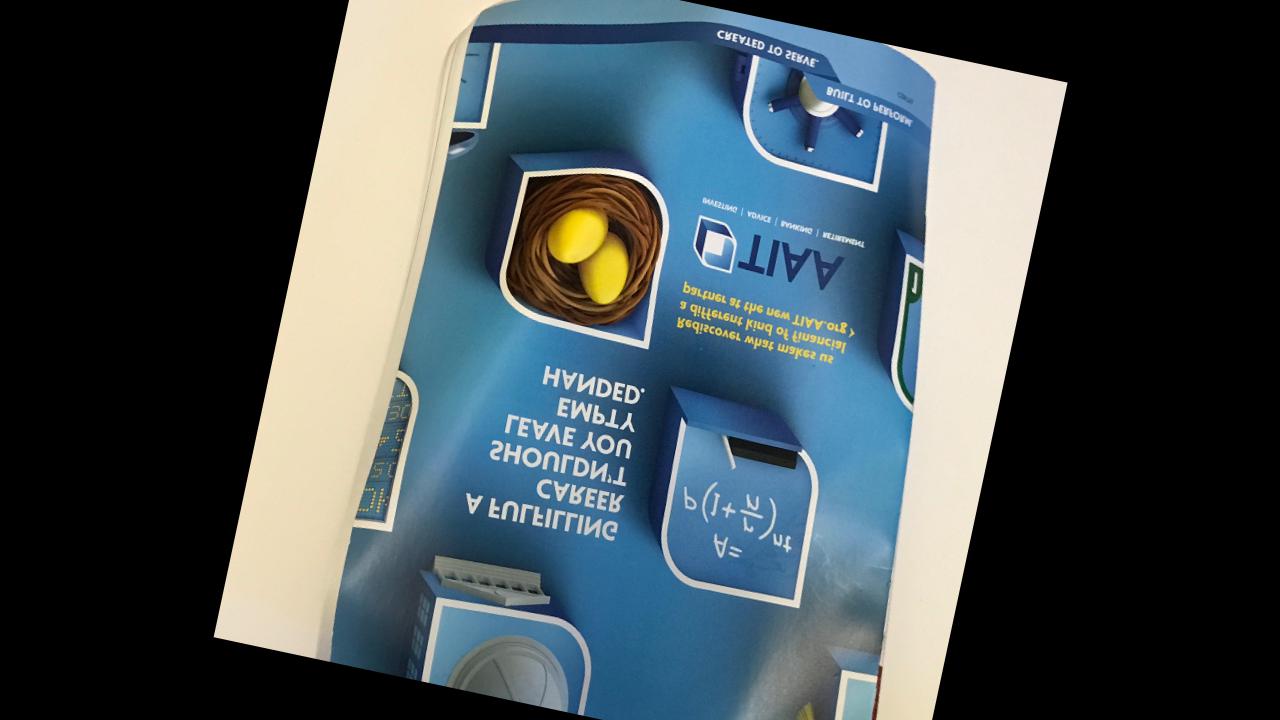 A FULFILLING
CAREER
SHOULDN'T
LEAVE YOU
EMPTY
HANDED.
A=
P(1+r/n)nt
Rediscover what makes us
a different kind of financial
partner at the new TIAA.org>
TIAA
INVESTING | ADVICE | BANKING | RETIREMENT
CREATED TO SERVE.
BUILT TO PERFORM.